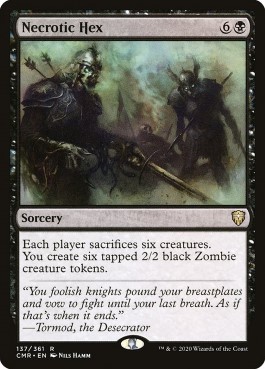 Necrotic Hex 6
Sorcery
Each player sacrifices six creatures.
You create six tapped 2/2 black Zombie
creature tokens.
“You foolish knights pound your breastplates
and vow to fight until your last breath. As if
that’s when it ends.”
—Tormod, the Desecrator
137/361 R
CMR • EN Nils Hamm
™ & © 2020 Wizards of the Coast